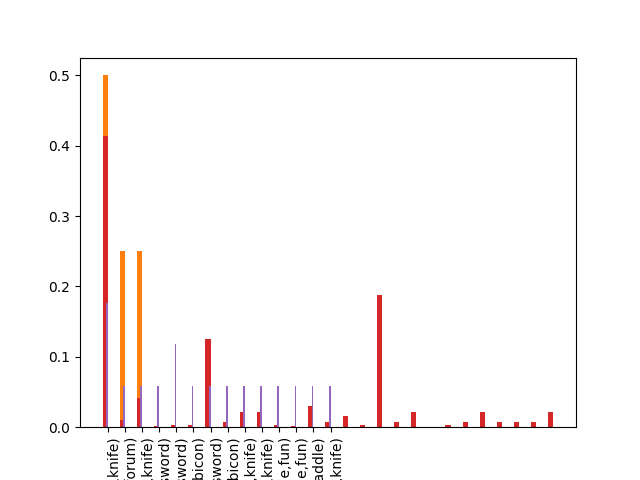 0.5
0.4
0.3
0.2
0.1
0.0
,knife)
orum)
,knife)
sword)
sword)
bicon)
sword)
bicon)
,knife)
,knife)
e,fun)
e,fun)
addle)
,knife)